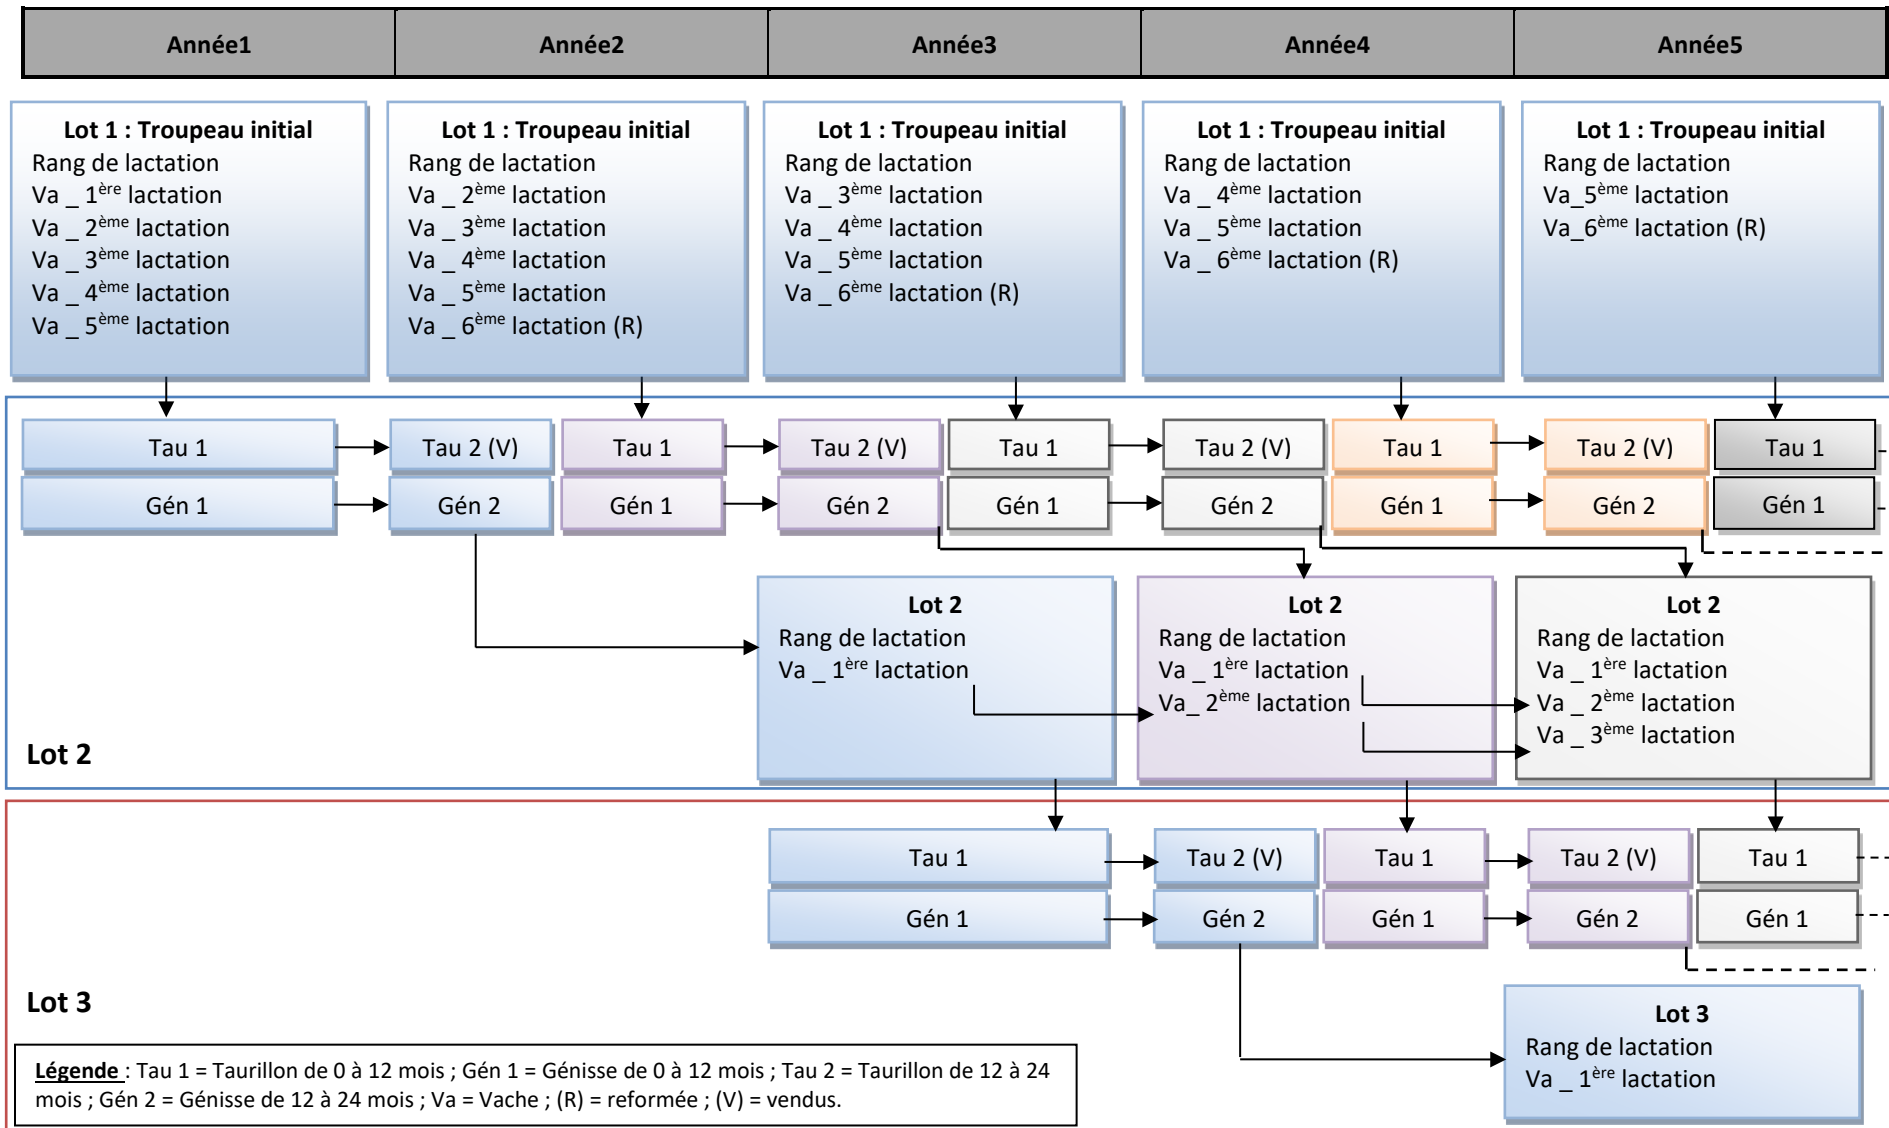 Année1
Année2
Année3
Année4
Année5
Lot 1 : Troupeau initial
Rang de lactation
Va _ 1ère lactation
Va _ 2ème lactation
Va _ 3ème lactation
Va _ 4ème lactation
Va _ 5ème lactation
Lot 1 : Troupeau initial
Rang de lactation
Va _ 2ème lactation
Va _ 3ème lactation
Va _ 4ème lactation
Va _ 5ème lactation
Va _ 6ème lactation (R)
Lot 1 : Troupeau initial
Rang de lactation
Va _ 3ème lactation
Va _ 4ème lactation
Va _ 5ème lactation
Va _ 6ème lactation (R)
Lot 1 : Troupeau initial
Rang de lactation
Va _ 4ème lactation
Va _ 5ème lactation
Va _ 6ème lactation (R)
Lot 1 : Troupeau initial
Rang de lactation
Va_5ème lactation
Va_6ème lactation (R)
Tau 1
Tau 2 (V)
Tau 1
Tau 2 (V)
Tau 1
Tau 2 (V)
Tau 1
Tau 2 (V)
Tau 1
Gén 1
Gén 2
Gén 1
Gén 2
Gén 1
Gén 2
Gén 1
Gén 2
Gén 1
Lot 2
Rang de lactation
Va _ 1ère lactation
Lot 2
Rang de lactation
Va _ 1ère lactation
Va_ 2ème lactation
Lot 2
Rang de lactation
Va _ 1ère lactation
Va _ 2ème lactation
Va _ 3ème lactation
Lot 2
Tau 1
Tau 2 (V)
Tau 1
Tau 2 (V)
Tau 1
Gén 1
Gén 2
Gén 1
Gén 2
Gén 1
Lot 3
Lot 3
Rang de lactation
Va _ 1ère lactation
Légende : Tau 1 = Taurillon de 0 à 12 mois ; Gén 1 = Génisse de 0 à 12 mois ; Tau 2 = Taurillon de 12 à 24
mois ; Gén 2 = Génisse de 12 à 24 mois ; Va = Vache ; (R) = reformée ; (V) = vendus.